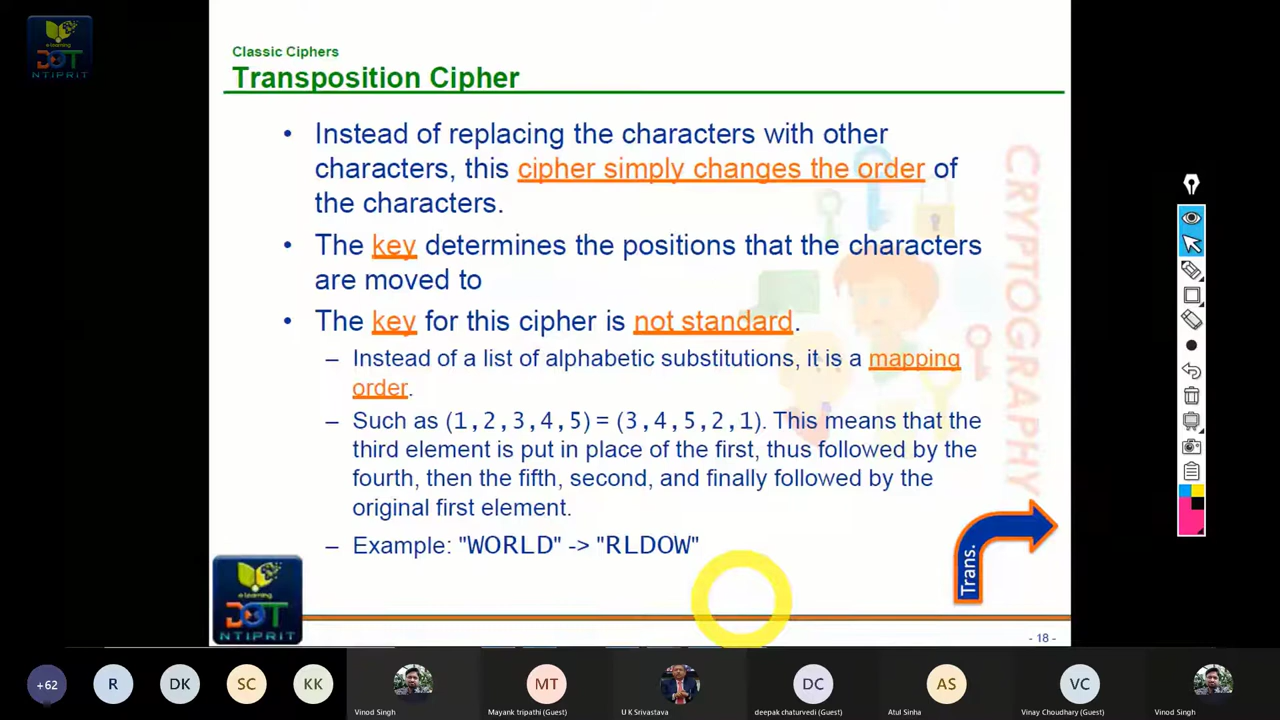 e learning
DOT
NTIPRIT
Classic Ciphers
Transposition Cipher
• Instead of replacing the characters with other
characters, this cipher simply changes the order of
the characters.
• The key determines the positions that the characters
are moved to
• The key for this cipher is not standard.
– Instead of a list of alphabetic substitutions, it is a mapping
order.
– Such as (1,2,3,4,5) = (3,4,5,2,1). This means that the
third element is put in place of the first, thus followed by the
fourth, then the fifth, second, and finally followed by the
original first element.
– Example: "WORLD" -> "RLDOW"
CRYPTOGRAPHY
Trans.
e learning
DOT
NTIPRIT
- 18 -
+62
R
DK
SC
KK
MT
DC
AS
VC
Vinod Singh
Mayank tripathi (Guest)
U K Srivastava
deepak chaturvedi (Guest)
Atul Sinha
Vinay Choudhary (Guest)
Vinod Singh